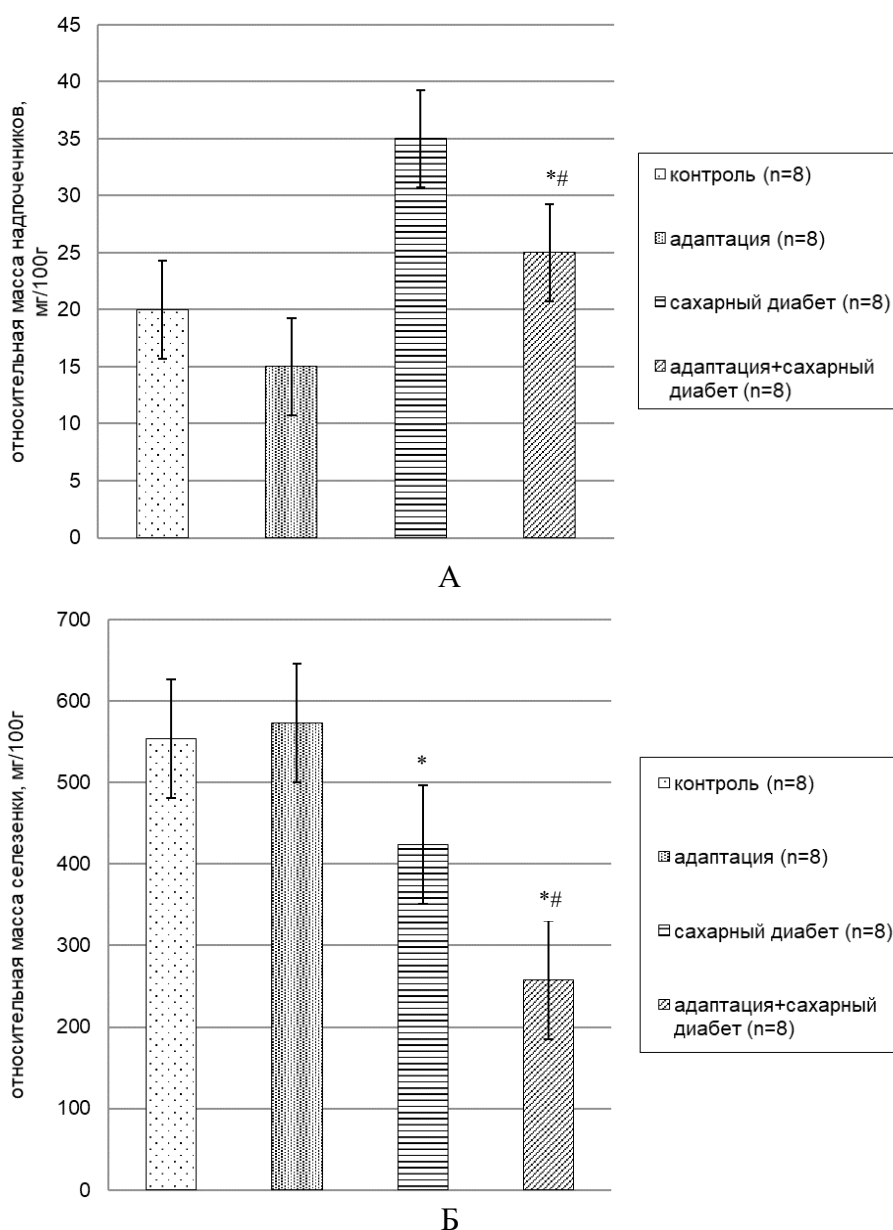 относительная масса надпочечников,
мг/100г
45
40
35
30
25
20
15
10
5
0
*#
контроль (n=8)
адаптация (n=8)
сахарный диабет (n=8)
адаптация+сахарный
диабет (n=8)
А
относительная масса селезенки, мг/100г
700
600
500
400
300
200
100
0
*
*#
контроль (n=8)
адаптация (n=8)
сахарный диабет (n=8)
адаптация+сахарный
диабет (n=8)
Б